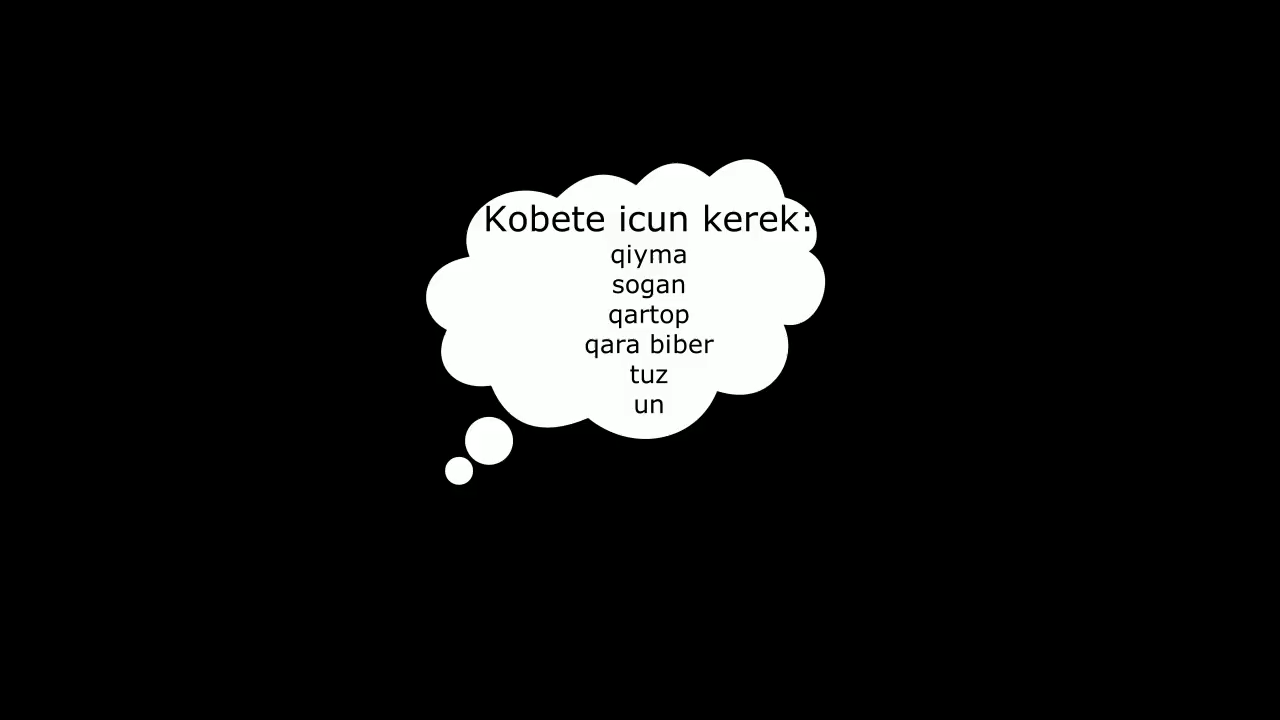 Kobete icun kerek:
qiyma
sogan
qartop
qara biber
tuz
un